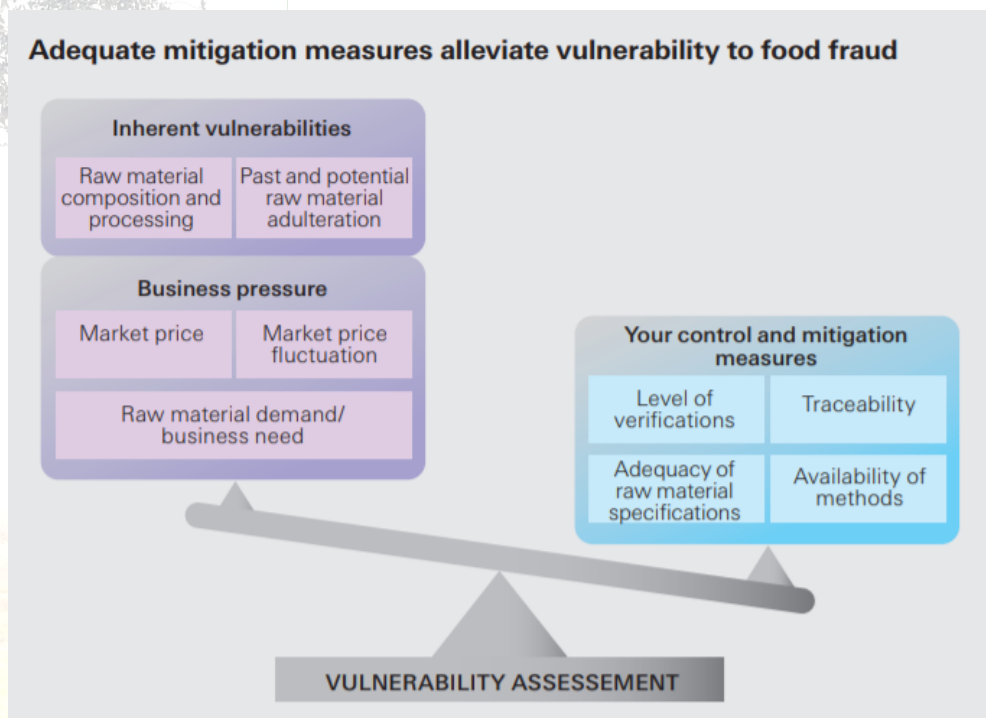 Adequate mitigation measures alleviate vulnerability to food fraud
Inherent vulnerabilities
Raw material
composition and
processing
Past and potential
raw material
adulteration
Business pressure
Market price
Market price
fluctuation
Raw material demand/
business need
Your control and mitigation
measures
Level of
verifications
Traceability
Adequacy of
raw material
specifications
Availability of
methods
VULNERABILITY ASSESSEMENT